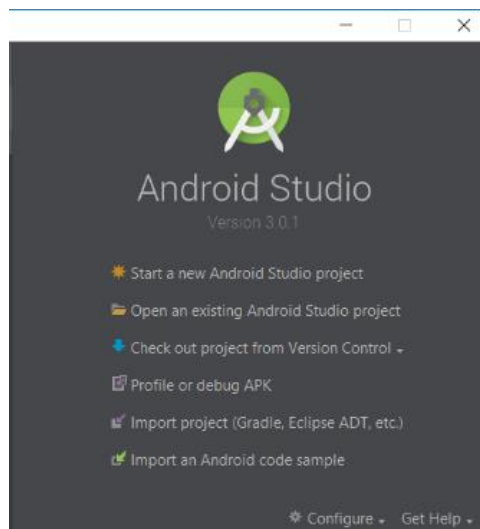 Android Studio
Version 3.0.1
Start a new Android Studio project
Open an existing Android Studio project
Check out project from Version Control
Profile or debug APK
Import project (Gradle, Eclipse ADT, etc.)
Import an Android code sample
Configure Get Help